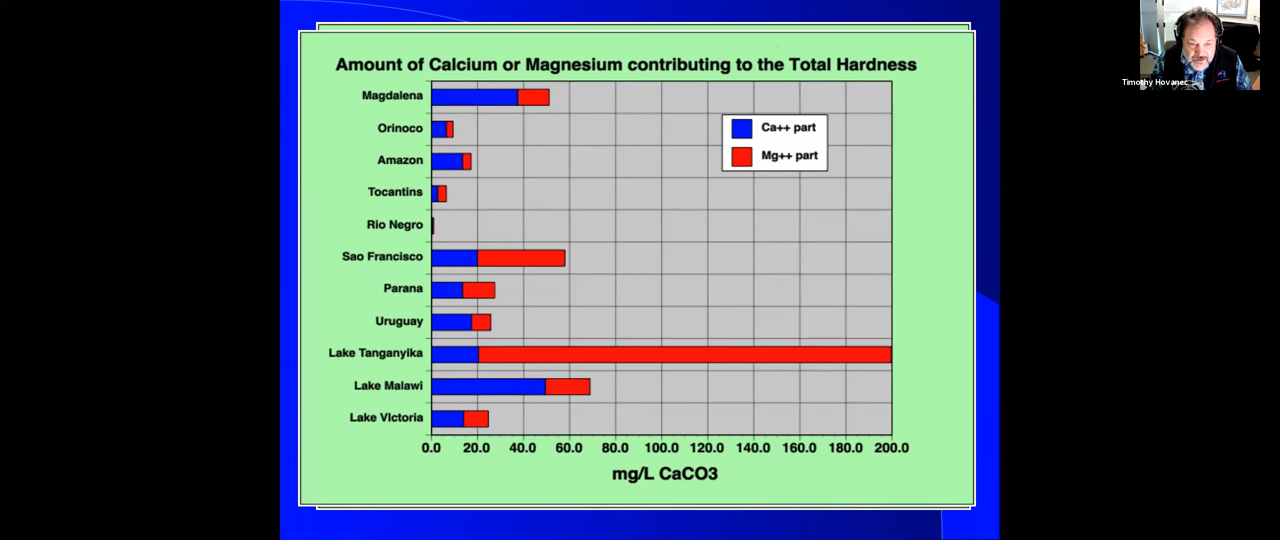 Timothy Hovanec
Amount of Calcium or Magnesium contributing to the Total Hardness
Magdalena
Orinoco
Amazon
Tocantins
Rio Negro
Sao Francisco
Parana
Uruguay
Lake Tanganyika
Lake Malawi
Lake VIctoria
Ca++ part
Mg++ part
0.0 20.0 40.0 60.0 80.0 100.0 120.0 140.0 160.0 180.0 200.0
mg/L CaCO3